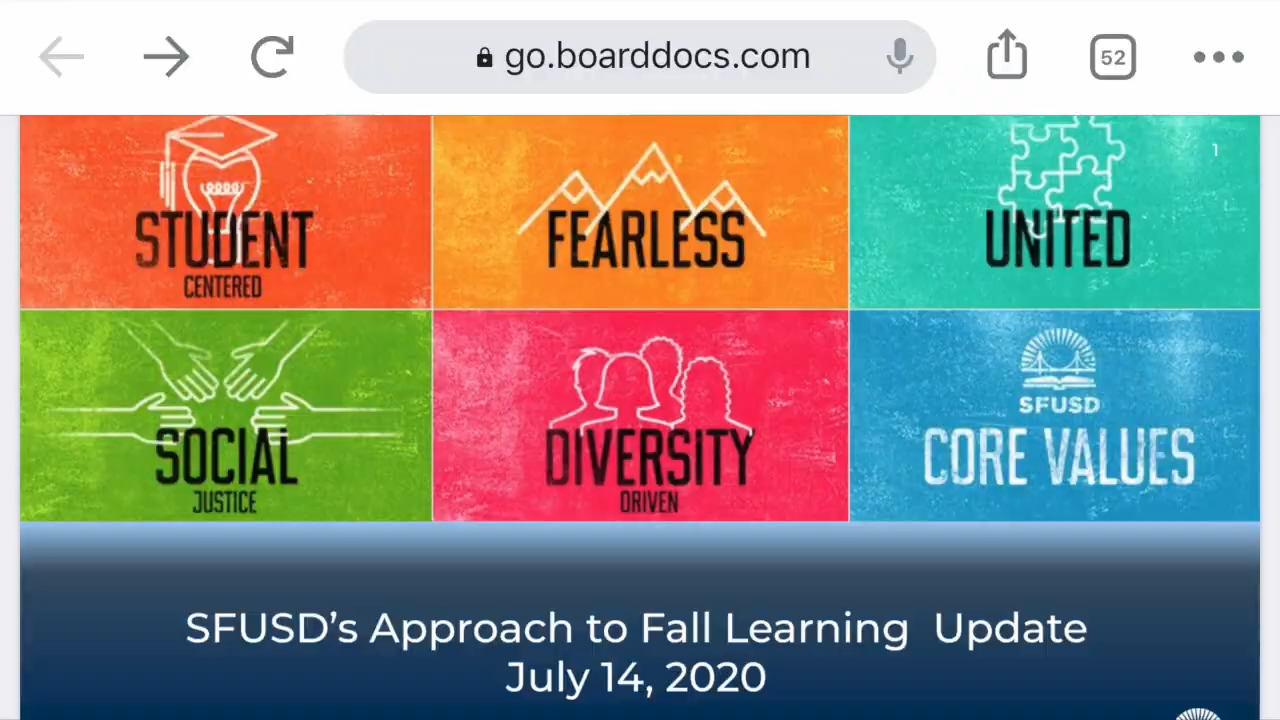 go.boarddocs.com
52
1
STUDENT
CENTERED
FEARLESS
UNITED
SOCIAL
JUSTICE
DIVERSITY
DRIVEN
SFUSD
CORE VALUES
SFUSD’s Approach to Fall Learning Update
July 14, 2020